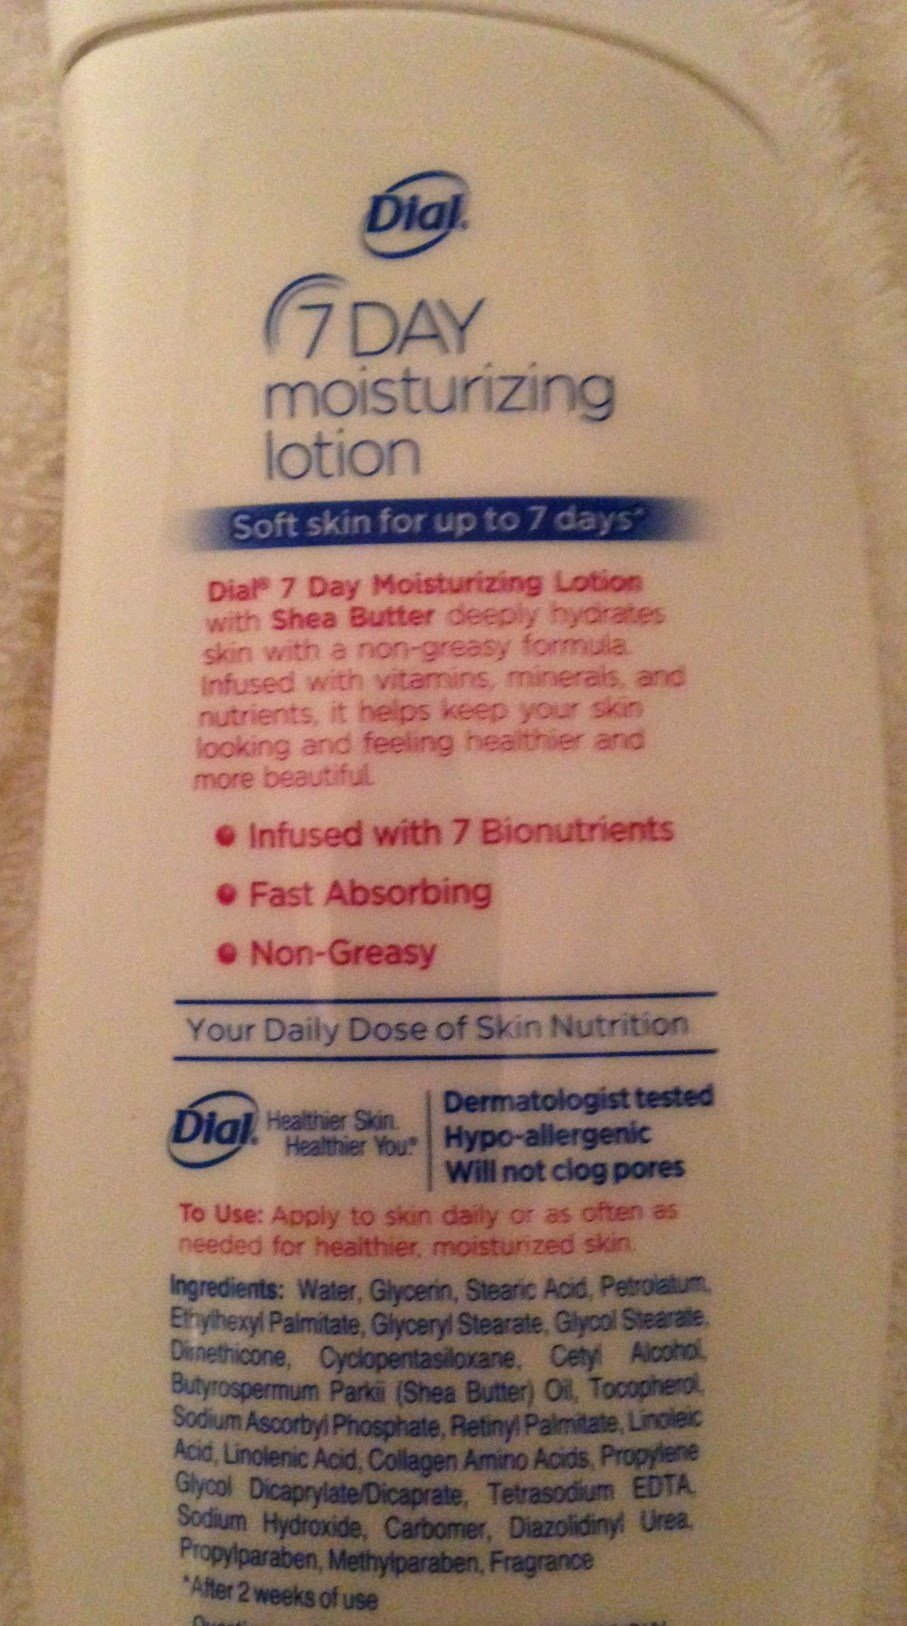 Dial®
7 DAY
moisturizing
lotion
Soft skin for up to 7 days*
Dial® 7 Day Moisturizing Lotion
with Shea Butter deeply hydrates
skin with a non-greasy formula.
Infused with vitamins, minerals, and
nutrients, it helps keep your skin
looking and feeling healthier and
more beautiful.
Infused with 7 Bionutrients
Fast Absorbing
Non-Greasy
Your Daily Dose of Skin Nutrition
Dial®
Healthier Skin.
Healthier You.®
Dermatologist tested
Hypo-allergenic
Will not clog pores
To Use: Apply to skin daily or as often as
needed for healthier, moisturized skin.
Ingredients: Water, Glycerin, Stearic Acid, Petrolatum,
Ethylhexyl Palmitate, Glyceryl Stearate, Glycol Stearate,
Dimethicone, Cyclopentasiloxane, Cetyl Alcohol,
Butyrospermum Parkii (Shea Butter) Oil, Tocopherol,
Sodium Ascorbyl Phosphate, Retinyl Palmitate, Linoleic
Acid, Linolenic Acid, Collagen Amino Acids, Propylene
Glycol Dicaprylate/Dicaprate, Tetrasodium EDTA,
Sodium Hydroxide, Carbomer, Diazolidinyl Urea,
Propylparaben, Methylparaben, Fragrance
*After 2 weeks of use